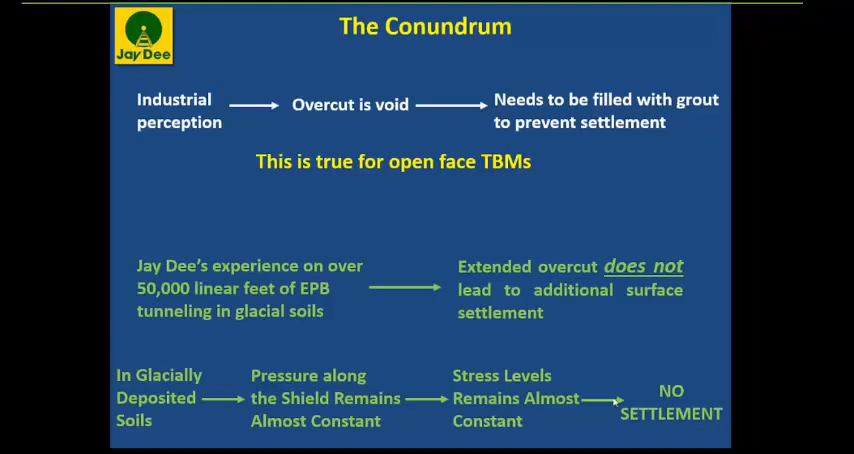 The Conundrum
Jay Dee
Industrial
perception
Overcut is void
Needs to be filled with grout
to prevent settlement
This is true for open face TBMs
Jay Dee's experience on over
50,000 linear feet of EPB
tunneling in glacial soils
Extended overcut does not
lead to additional surface
settlement
In Glacially
Deposited
Soils
Pressure along
the Shield Remains
Almost Constant
Stress Levels
Remains Almost
Constant
NO
SETTLEMENT